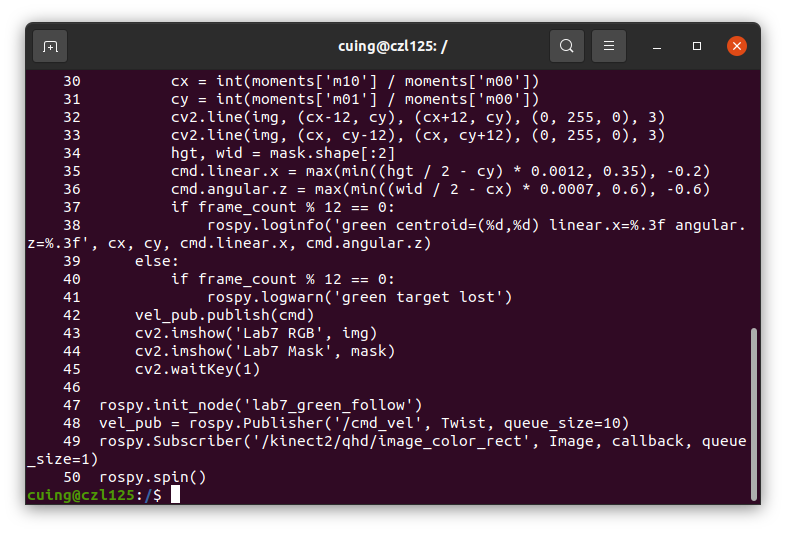 cuing@czl125: /
30          cx = int(moments['m10'] / moments['m00'])
31          cy = int(moments['m01'] / moments['m00'])
32          cv2.line(img, (cx-12, cy), (cx+12, cy), (0, 255, 0), 3)
33          cv2.line(img, (cx, cy-12), (cx, cy+12), (0, 255, 0), 3)
34          hgt, wid = mask.shape[:2]
35          cmd.linear.x = max(min((hgt / 2 - cy) * 0.0012, 0.35), -0.2)
36          cmd.angular.z = max(min((wid / 2 - cx) * 0.0007, 0.6), -0.6)
37          if frame_count % 12 == 0:
38              rospy.loginfo('green centroid=(%d,%d) linear.x=%.3f angular.
z=%.3f', cx, cy, cmd.linear.x, cmd.angular.z)
39      else:
40          if frame_count % 12 == 0:
41              rospy.logwarn('green target lost')
42      vel_pub.publish(cmd)
43      cv2.imshow('Lab7 RGB', img)
44      cv2.imshow('Lab7 Mask', mask)
45      cv2.waitKey(1)
46
47  rospy.init_node('lab7_green_follow')
48  vel_pub = rospy.Publisher('/cmd_vel', Twist, queue_size=10)
49  rospy.Subscriber('/kinect2/qhd/image_color_rect', Image, callback, queue
_size=1)
50  rospy.spin()
cuing@czl125:/$